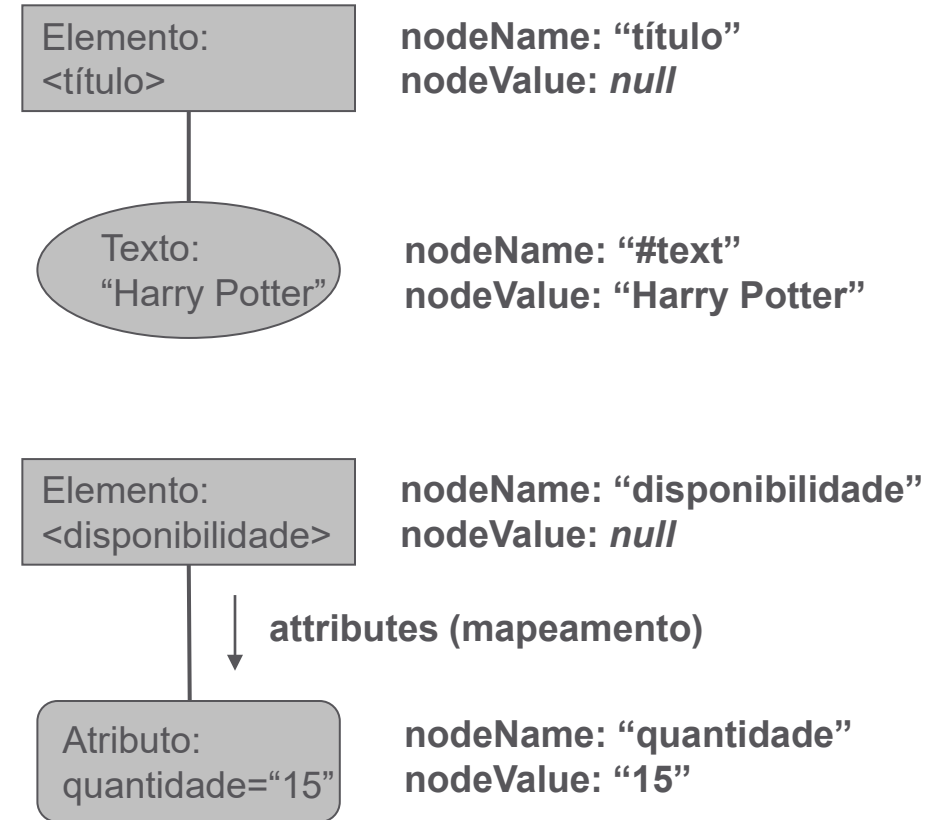 Elemento:
<título>
nodeName: “título”
nodeValue: null
Texto:
“Harry Potter”
nodeName: “#text”
nodeValue: “Harry Potter”
Elemento:
<disponibilidade>
nodeName: “disponibilidade”
nodeValue: null
attributes (mapeamento)
Atributo:
quantidade=“15”
nodeName: “quantidade”
nodeValue: “15”